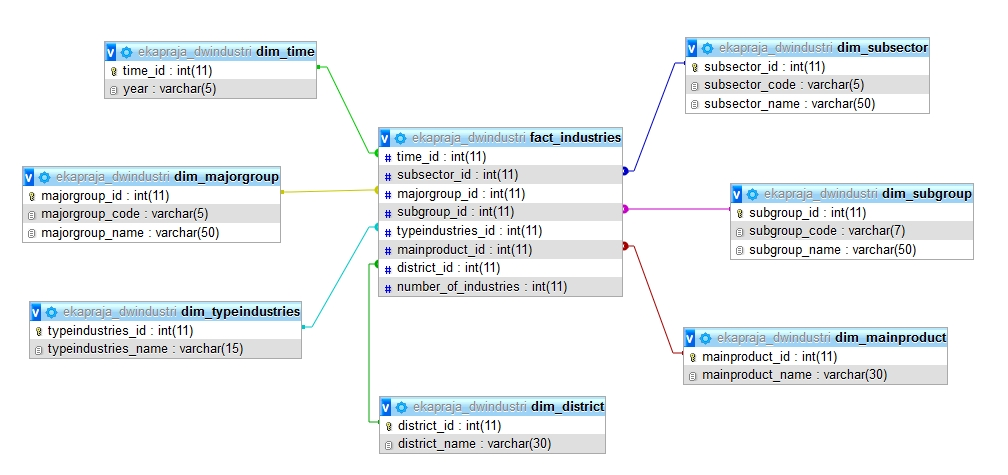 v ekapraja_dwindustri dim_time
time_id : int(11)
year : varchar(5)
v ekapraja_dwindustri dim_subsector
subsector_id : int(11)
subsector_code : varchar(5)
subsector_name : varchar(50)
v ekapraja_dwindustri fact_industries
# time_id : int(11)
# subsector_id : int(11)
# majorgroup_id : int(11)
# subgroup_id : int(11)
# typeindustries_id : int(11)
# mainproduct_id : int(11)
# district_id : int(11)
# number_of_industries : int(11)
v ekapraja_dwindustri dim_majorgroup
majorgroup_id : int(11)
majorgroup_code : varchar(5)
majorgroup_name : varchar(50)
v ekapraja_dwindustri dim_subgroup
subgroup_id : int(11)
subgroup_code : varchar(7)
subgroup_name : varchar(50)
v ekapraja_dwindustri dim_typeindustries
typeindustries_id : int(11)
typeindustries_name : varchar(15)
v ekapraja_dwindustri dim_mainproduct
mainproduct_id : int(11)
mainproduct_name : varchar(30)
v ekapraja_dwindustri dim_district
district_id : int(11)
district_name : varchar(30)